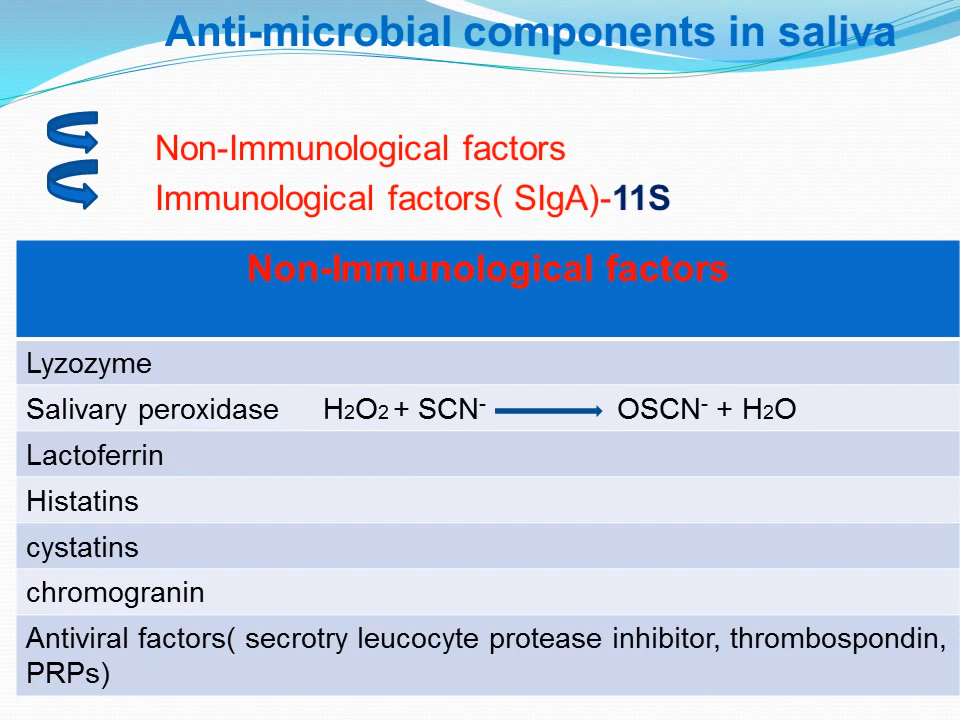 Anti-microbial components in saliva
Non-Immunological factors
Immunological factors( SIgA)-11S
Non-Immunological factors
Lyzozyme
Salivary peroxidase H2O2 + SCN- OSCN- + H2O
Lactoferrin
Histatins
cystatins
chromogranin
Antiviral factors( secrotry leucocyte protease inhibitor, thrombospondin,
PRPs)